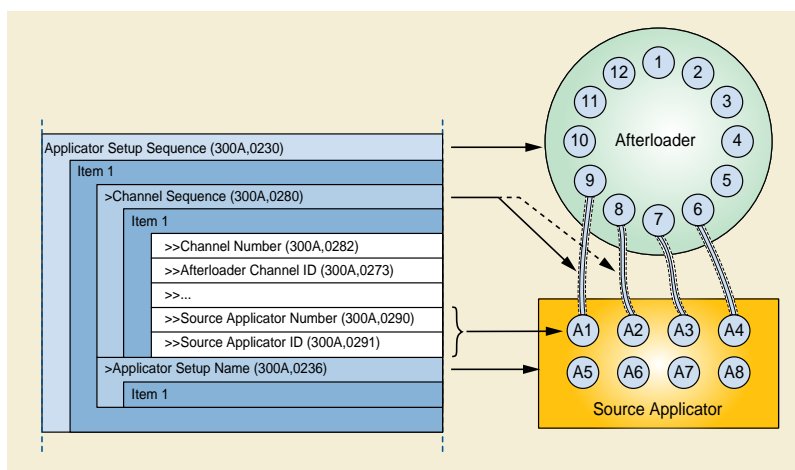 Applicator Setup Sequence (300A,0230)
Item 1
>Channel Sequence (300A,0280)
Item 1
>>Channel Number (300A,0282)
>>Afterloader Channel ID (300A,0273)
>>...
>>Source Applicator Number (300A,0290)
>>Source Applicator ID (300A,0291)
>Applicator Setup Name (300A,0236)
Item 1
1
2
3
4
5
6
7
8
9
10
11
12
Afterloader
A1 A2 A3 A4
A5 A6 A7 A8
Source Applicator